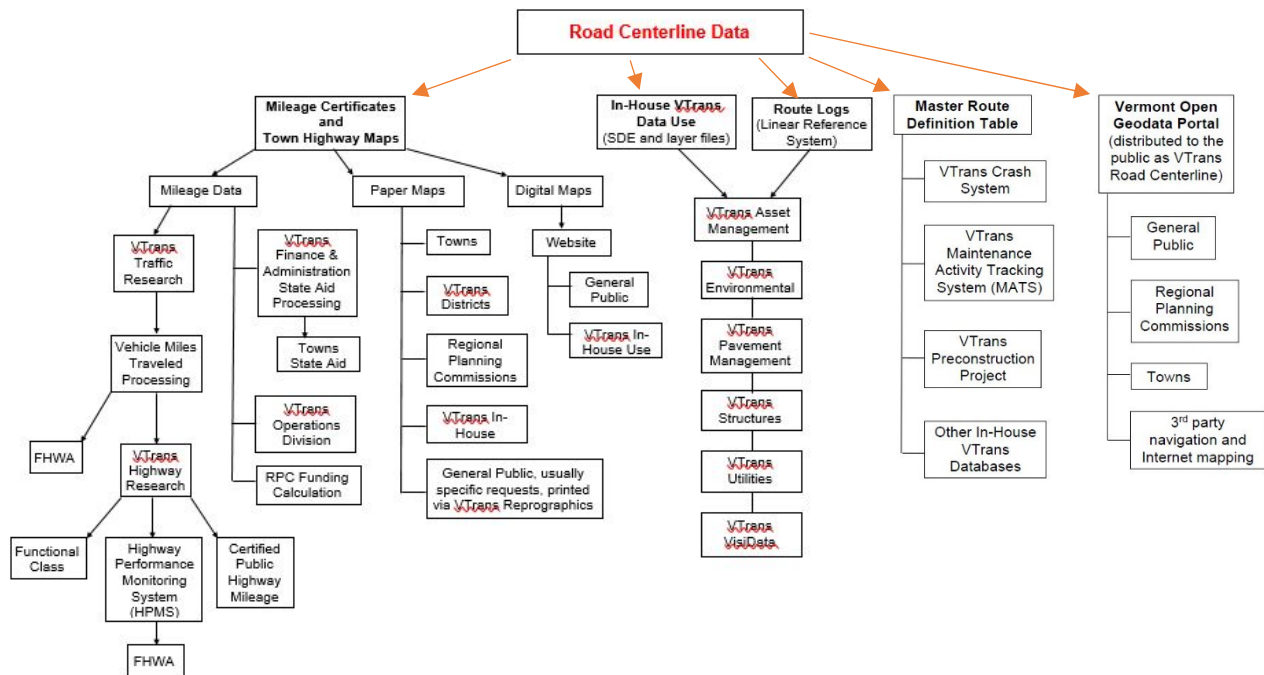 Road Centerline Data
Mileage Certificates
and
Town Highway Maps
In-House VTrans
Data Use
(SDE and layer files)
Route Logs
(Linear Reference
System)
Master Route
Definition Table
Vermont Open
Geodata Portal
(distributed to the
public as VTrans
Road Centerline)
Mileage Data
Paper Maps
Digital Maps
VTrans
Traffic
Research
Vehicle Miles
Traveled
Processing
FHWA
VTrans
Highway
Research
Functional
Class
Highway
Performance
Monitoring
System
(HPMS)
Certified
Public
Highway
Mileage
FHWA
VTrans
Finance &
Administration
State Aid
Processing
Towns
State Aid
VTrans
Operations
Division
RPC Funding
Calculation
Towns
VTrans
Districts
Regional
Planning
Commissions
VTrans In-
House
General Public, usually
specific requests, printed
via VTrans Reprographics
Website
General
Public
VTrans In-
House Use
VTrans Asset
Management
VTrans
Environmental
VTrans
Pavement
Management
VTrans
Structures
VTrans
Utilities
VTrans
VisiData
VTrans Crash
System
VTrans
Maintenance
Activity Tracking
System (MATS)
VTrans
Preconstruction
Project
Other In-House
VTrans
Databases
General
Public
Regional
Planning
Commissions
Towns
3rd party
navigation and
Internet mapping